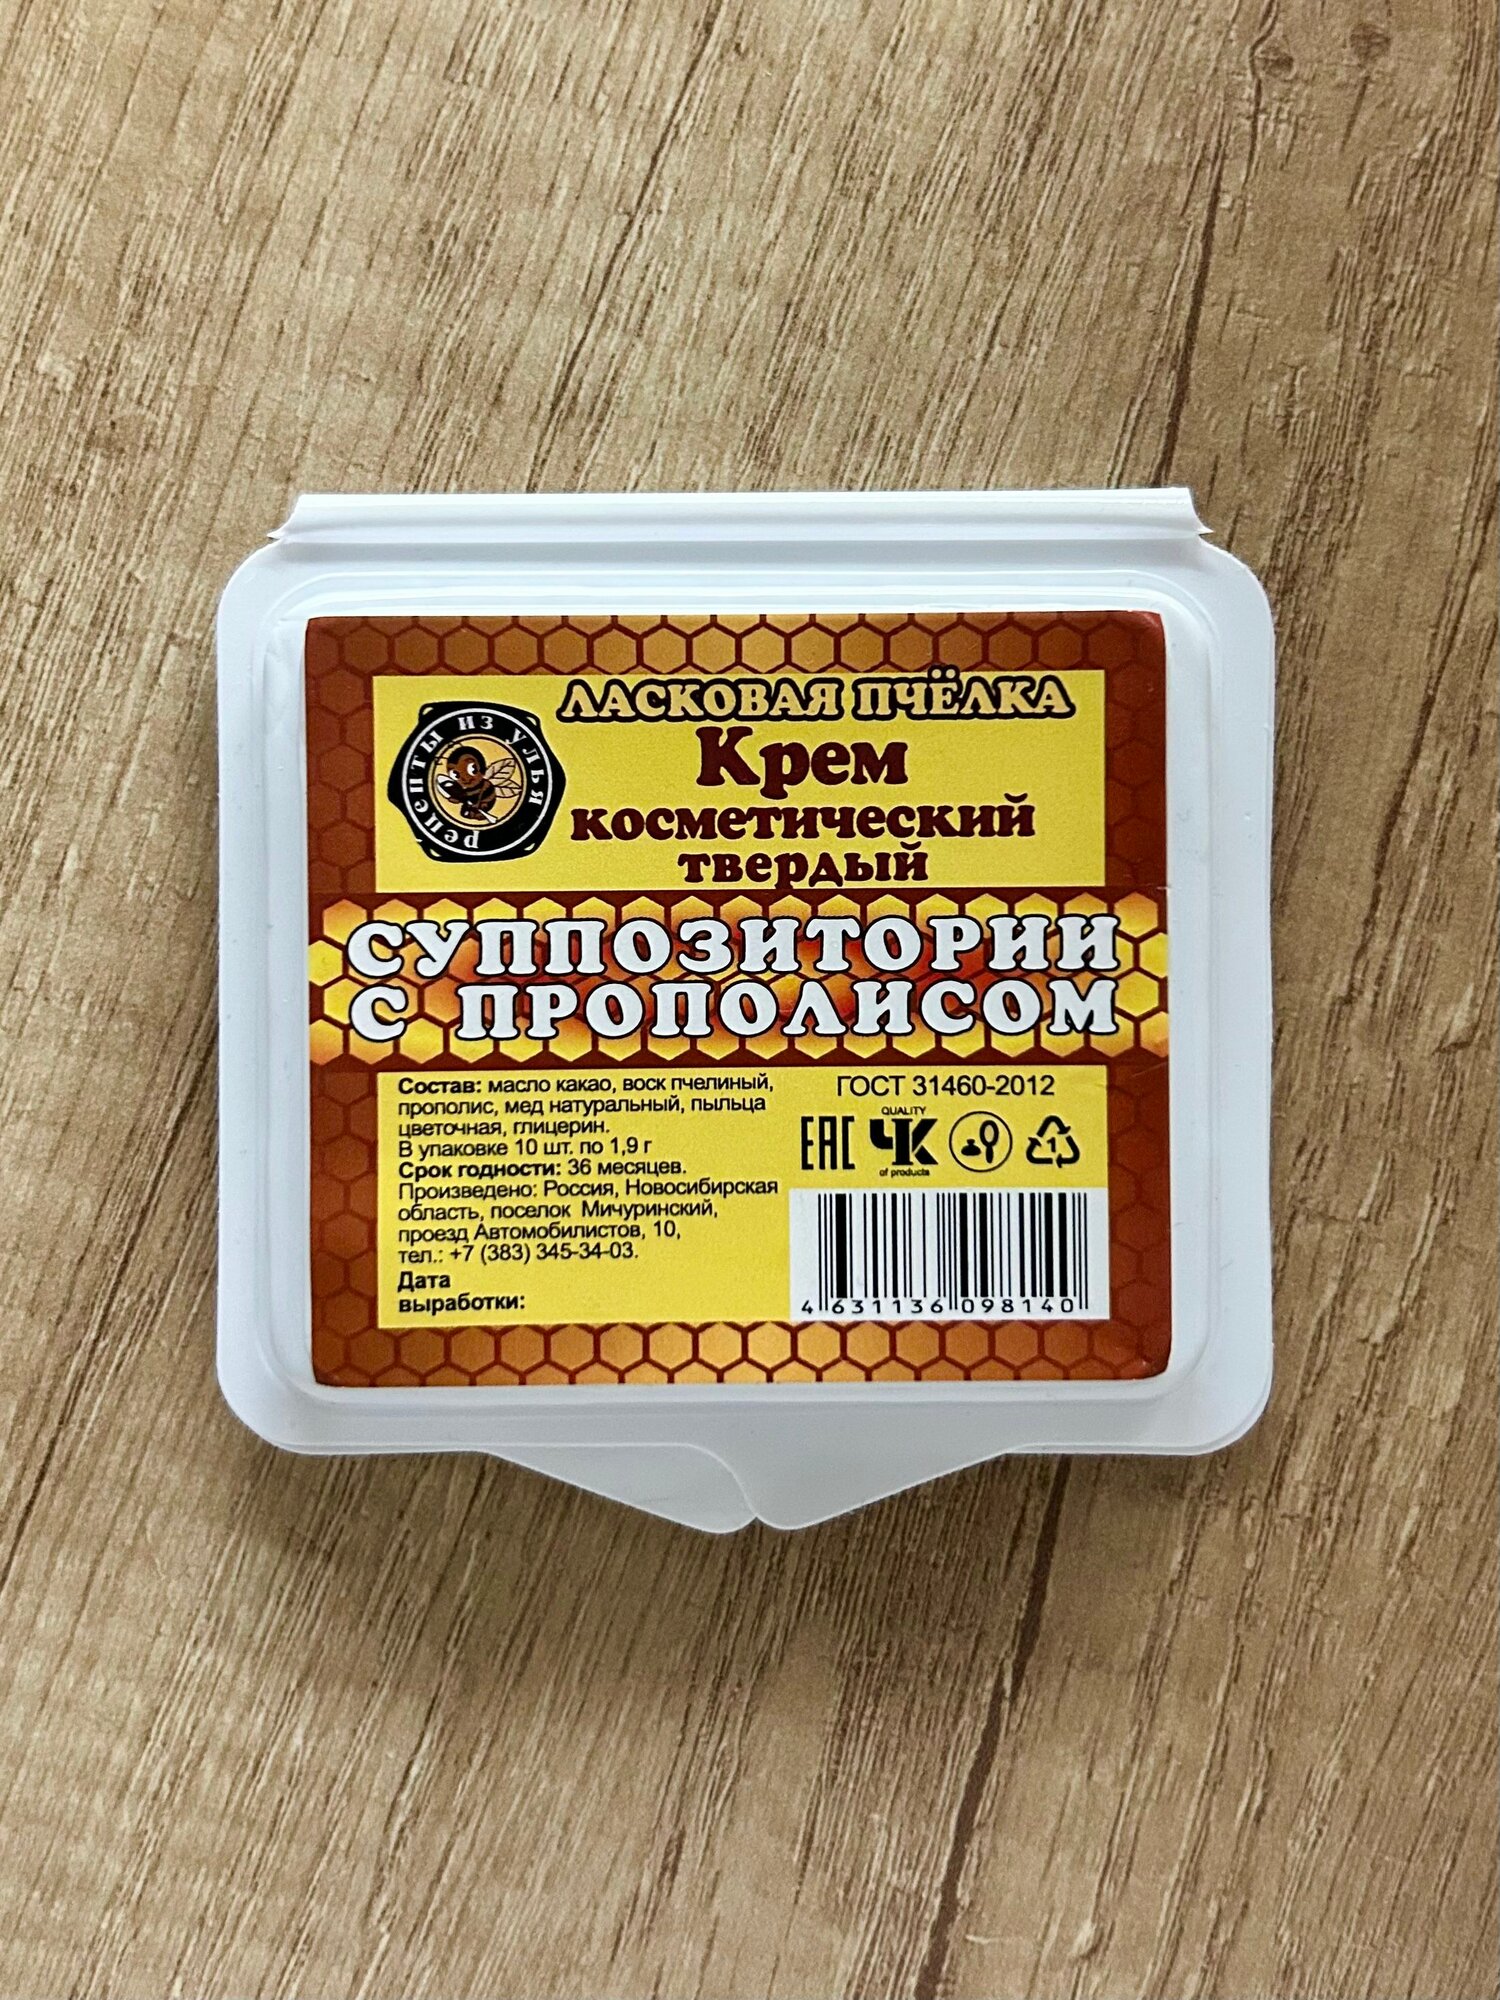 рецепты из улья
ЛАСКОВАЯ ПЧЁЛКА
Крем
косметический
твердый
СУППОЗИТОРИИ
С ПРОПОЛИСОМ
Состав: масло какао, воск пчелиный,
прополис, мед натуральный, пыльца
цветочная, глицерин.
В упаковке 10 шт. по 1,9 г
Срок годности: 36 месяцев.
Произведено: Россия, Новосибирская
область, поселок Мичуринский,
проезд Автомобилистов, 10,
тел.: +7 (383) 345-34-03.
Дата
выработки:
ГОСТ 31460-2012
QUALITY
EAC ЧК 1
of products
4 631136 098140